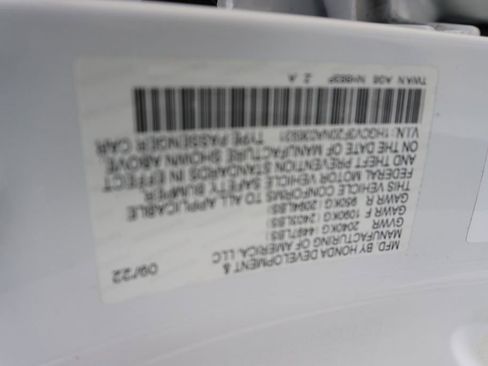 MFD. BY HONDA DEVELOPMENT &
MANUFACTURING OF AMERICA, LLC 09/22
GVWR 2040KG 4497LBS
GAWR F 1090KG (2403LBS)
GAWR R 950KG (2094LBS)
THIS VEHICLE CONFORMS TO ALL APPLICABLE
FEDERAL MOTOR VEHICLE SAFETY BUMPER
AND THEFT PREVENTION STANDARDS IN EFFECT
ON THE DATE OF MANUFACTURE SHOWN ABOVE.
V.I.N.: TYPE:PASSENGER CAR
Z A